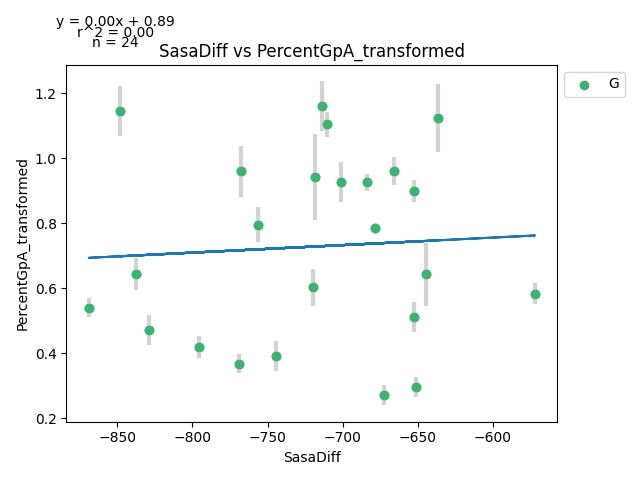 y = 0.00x + 0.89
r^2 = 0.00
n = 24
SasaDiff vs PercentGpA_transformed
G
PercentGpA_transformed
1.2
1.0
0.8
0.6
0.4
0.2
−850
−800
−750
−700
−650
−600
SasaDiff